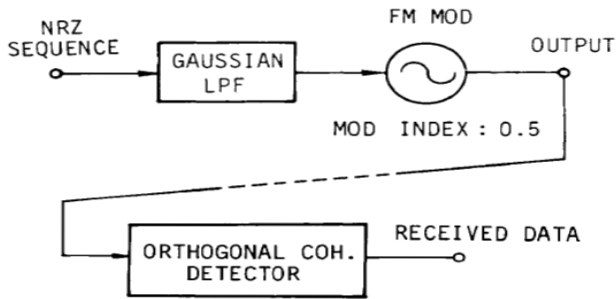 NRZ
SEQUENCE
GAUSSIAN
LPF
FM MOD
OUTPUT
MOD INDEX : 0.5
ORTHOGONAL COH.
DETECTOR
RECEIVED DATA